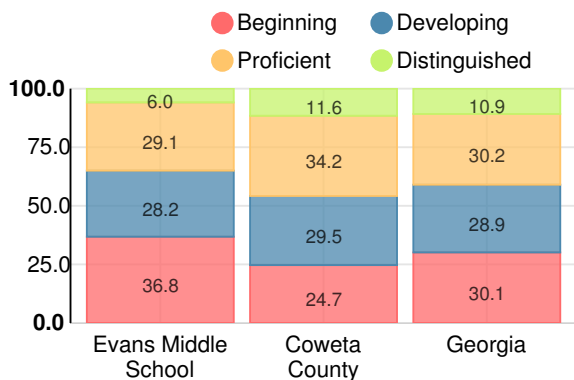 Beginning
Developing
Proficient
Distinguished
100.0
75.0
50.0
25.0
0.0
6.0
29.1
28.2
36.8
11.6
34.2
29.5
24.7
10.9
30.2
28.9
30.1
Evans Middle
School
Coweta
County
Georgia